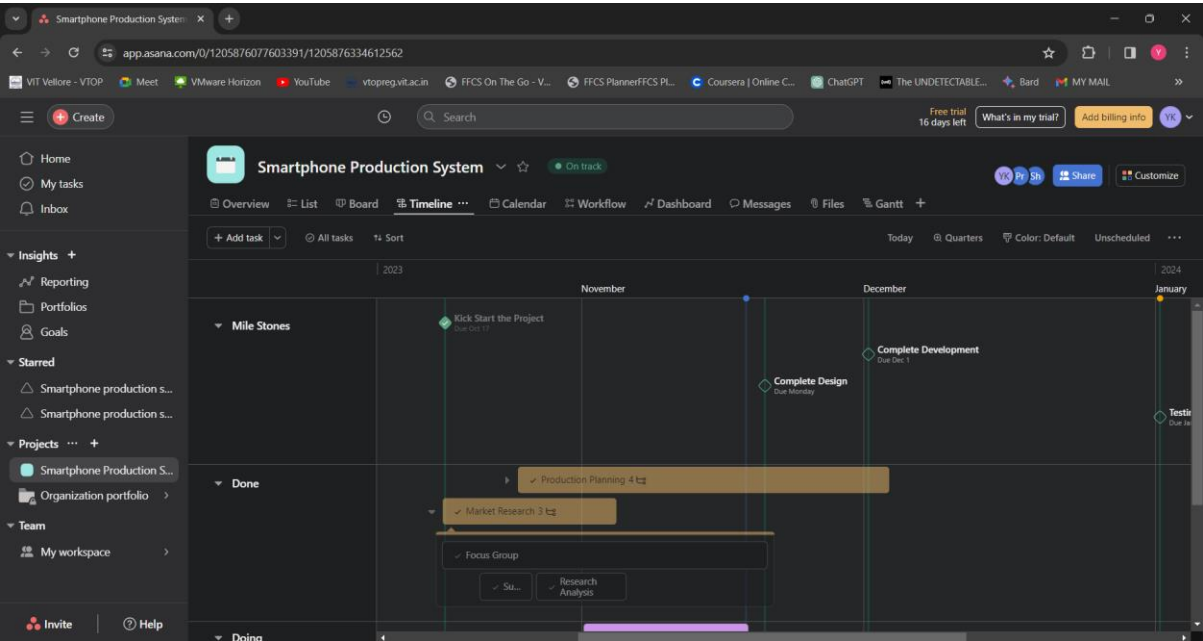 Smartphone Production System
app.asana.com/0/1205876077603391/1205876334612562
VIT Vellore - VTOP Meet VMware Horizon YouTube vtopreg.vit.ac.in FFCS On The Go - V... FFCS PlannerFFCS Pl... Coursera | Online C... ChatGPT The UNDETECTABLE... Bard MY MAIL »
Create
Search
Free trial
16 days left
What's in my trial?
Add billing info
YK
Home
My tasks
Inbox
Insights +
Reporting
Portfolios
Goals
Starred
Smartphone production s...
Smartphone production s...
Projects ... +
Smartphone Production S...
Organization portfolio
Team
My workspace
Invite
Help
Smartphone Production System
On track
YK Pr Sh
Share
Customize
Overview List Board Timeline ... Calendar Workflow Dashboard Messages Files Gantt +
+ Add task
All tasks
Sort
Today
Quarters
Color: Default
Unscheduled
...
2023
2024
November
December
January
Mile Stones
Kick Start the Project
Due Oct 17
Complete Development
Due Dec 1
Complete Design
Due Monday
Testin
Due Ja
Done
Production Planning 4
Market Research 3
Focus Group
Su...
Research
Analysis
Doing